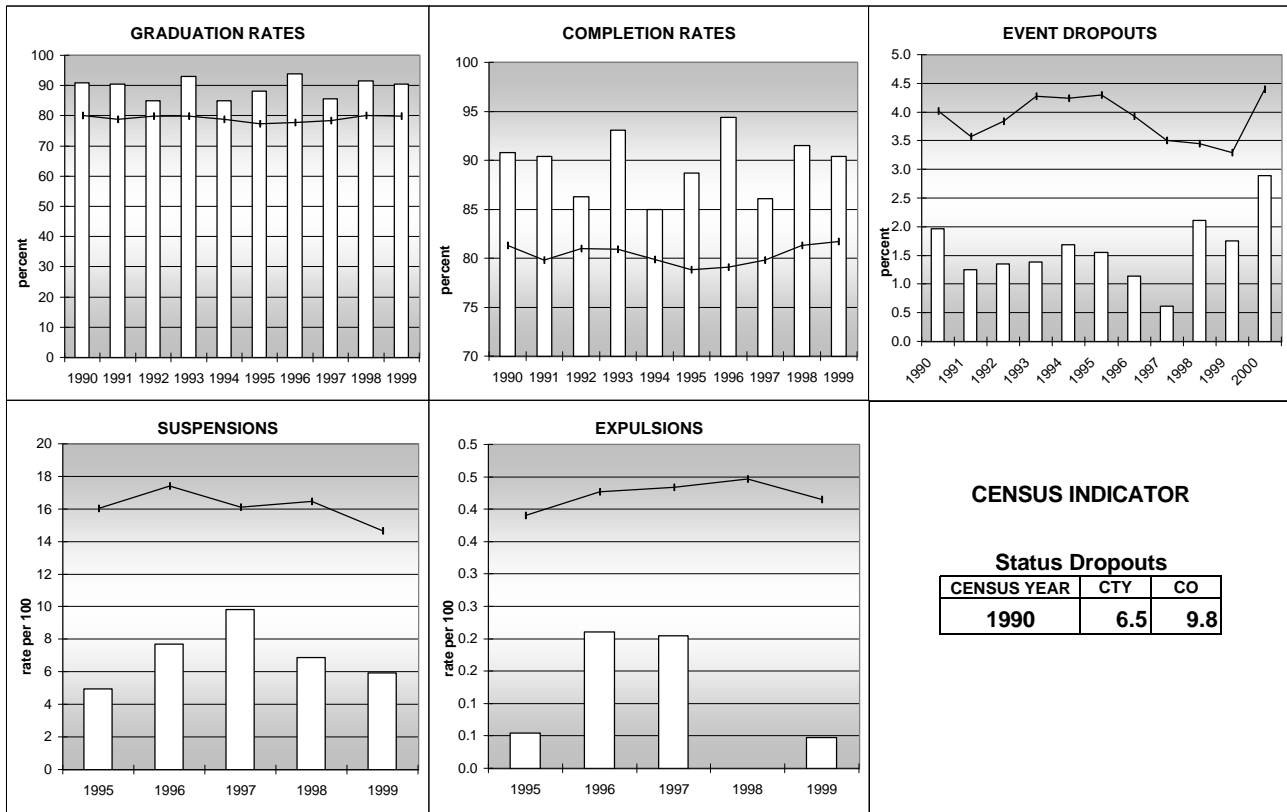 GRADUATION RATES
100
90
80
70
60
50
40
30
20
10
0
percent
1990 1991 1992 1993 1994 1995 1996 1997 1998 1999
COMPLETION RATES
100
95
90
85
80
75
70
percent
1990 1991 1992 1993 1994 1995 1996 1997 1998 1999
EVENT DROPOUTS
5.0
4.5
4.0
3.5
3.0
2.5
2.0
1.5
1.0
0.5
0.0
percent
1990 1991 1992 1993 1994 1995 1996 1997 1998 1999 2000
SUSPENSIONS
20
18
16
14
12
10
8
6
4
2
0
rate per 100
1995 1996 1997 1998 1999
EXPULSIONS
0.5
0.5
0.4
0.4
0.3
0.3
0.2
0.2
0.1
0.1
0.0
rate per 100
1995 1996 1997 1998 1999
CENSUS INDICATOR
Status Dropouts
CENSUS YEAR CTY CO
1990 6.5 9.8